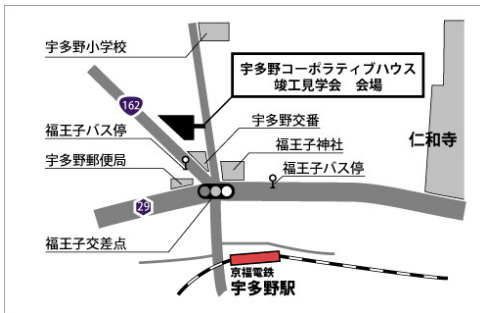 宇多野小学校
宇多野コーポラティブハウス
竣工見学会　会場
162
福王子バス停
宇多野交番
仁和寺
福王子神社
宇多野郵便局
福王子バス停
29
福王子交差点
京福電鉄
宇多野駅